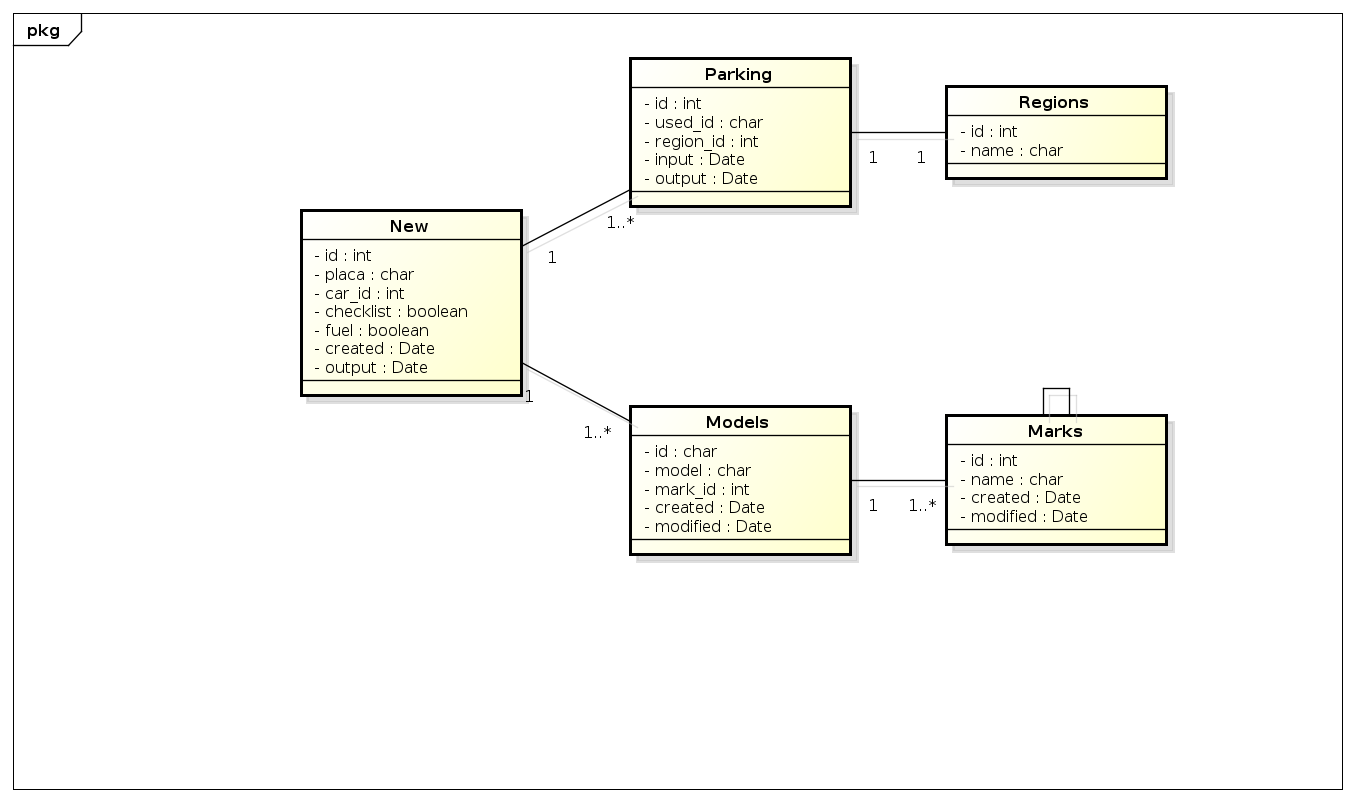 pkg
Parking
- id : int
- used_id : char
- region_id : int
- input : Date
- output : Date
Regions
- id : int
- name : char
1
1
1..*
1
New
- id : int
- placa : char
- car_id : int
- checklist : boolean
- fuel : boolean
- created : Date
- output : Date
1
1..*
Models
- id : char
- model : char
- mark_id : int
- created : Date
- modified : Date
1
1..*
Marks
- id : int
- name : char
- created : Date
- modified : Date